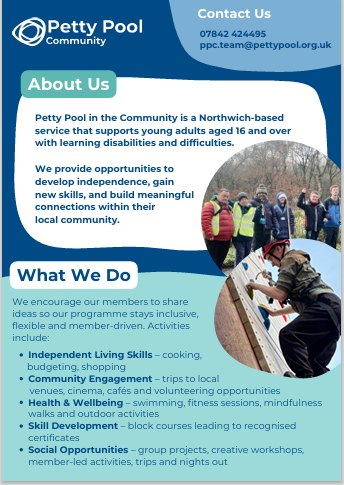 Petty Pool
Community
Contact Us
07842 424495
ppc.team@pettypool.org.uk
About Us
Petty Pool in the Community is a Northwich-based
service that supports young adults aged 16 and over
with learning disabilities and difficulties.
We provide opportunities to
develop independence, gain
new skills, and build meaningful
connections within their
local community.
What We Do
We encourage our members to share
ideas so our programme stays inclusive,
flexible and member-driven. Activities
include:
• Independent Living Skills – cooking,
budgeting, shopping
• Community Engagement – trips to local
venues, cinema, cafés and volunteering opportunities
• Health & Wellbeing – swimming, fitness sessions, mindfulness
walks and outdoor activities
• Skill Development – block courses leading to recognised
certificates
• Social Opportunities – group projects, creative workshops,
member-led activities, trips and nights out